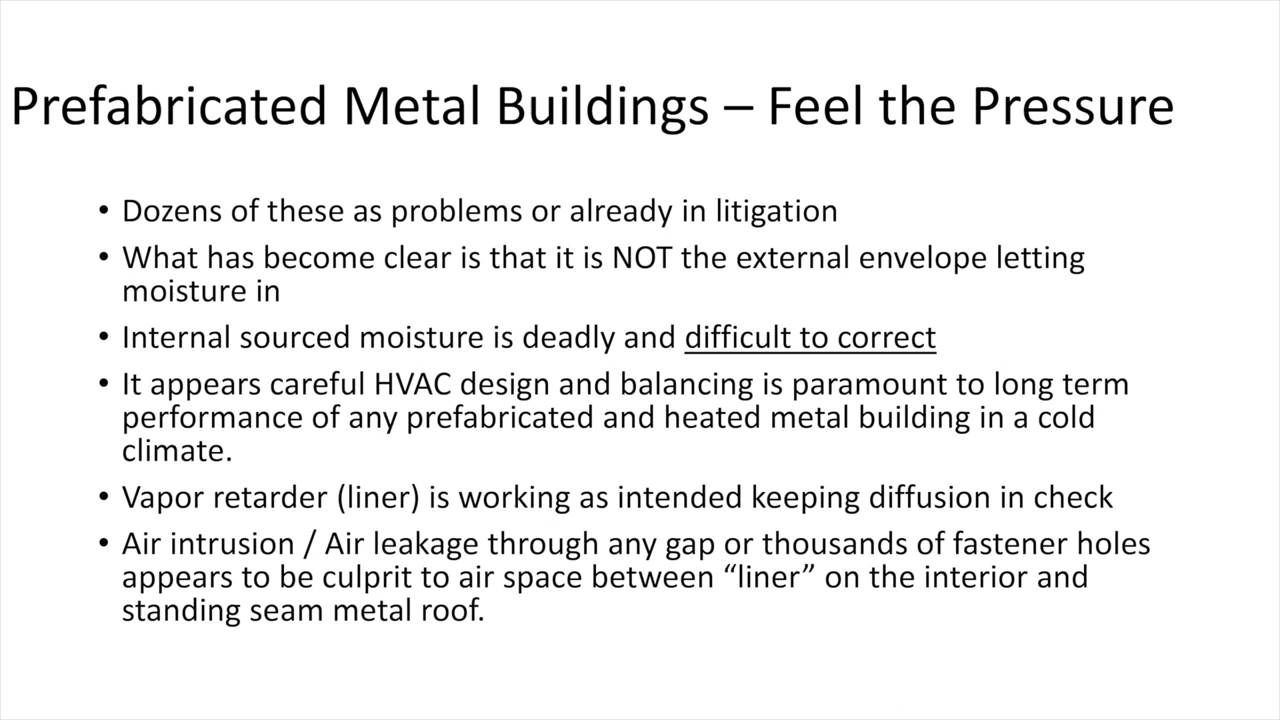 Prefabricated Metal Buildings – Feel the Pressure
• Dozens of these as problems or already in litigation
• What has become clear is that it is NOT the external envelope letting
moisture in
• Internal sourced moisture is deadly and difficult to correct
• It appears careful HVAC design and balancing is paramount to long term
performance of any prefabricated and heated metal building in a cold
climate.
• Vapor retarder (liner) is working as intended keeping diffusion in check
• Air intrusion / Air leakage through any gap or thousands of fastener holes
appears to be culprit to air space between “liner” on the interior and
standing seam metal roof.